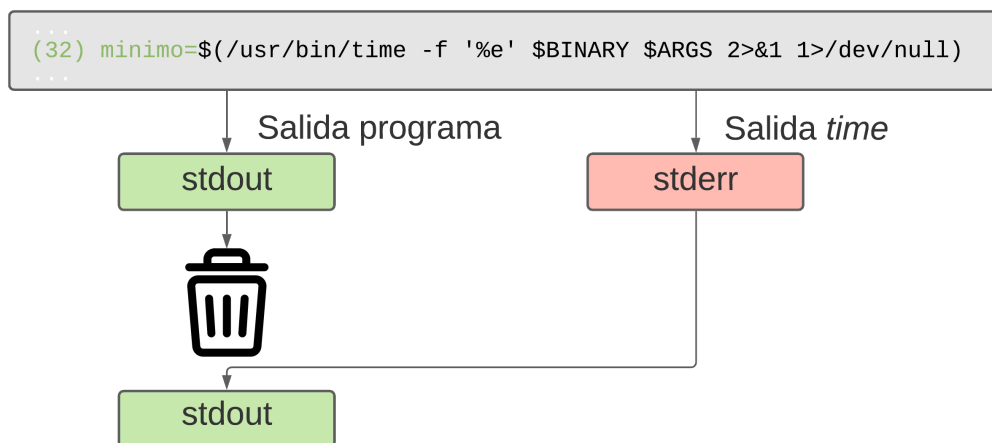 ...
(32) minimo=$(/usr/bin/time -f '%e' $BINARY $ARGS 2>&1 1>/dev/null)
...
Salida programa
Salida time
stdout
stderr
stdout